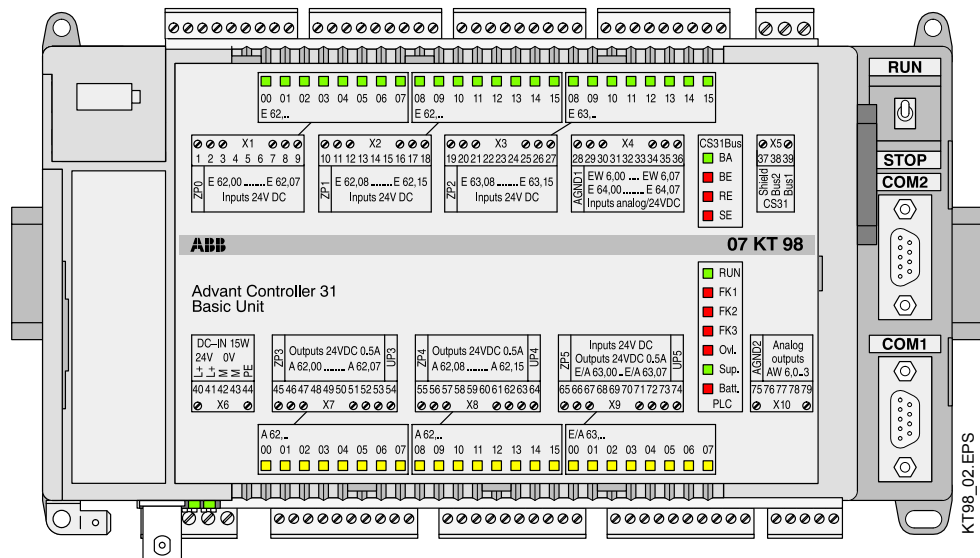 RUN
STOP
COM2
COM1
00 01 02 03 04 05 06 07
E 62,..
08 09 10 11 12 13 14 15
E 62,..
08 09 10 11 12 13 14 15
E 63,..
X1
1 2 3 4 5 6 7 8 9
ZP0
E 62,00 ....... E 62,07
Inputs 24V DC
X2
10 11 12 13 14 15 16 17 18
ZP1
E 62,08 ....... E 62,15
Inputs 24V DC
X3
19 20 21 22 23 24 25 26 27
ZP2
E 63,08 ....... E 63,15
Inputs 24V DC
X4
28 29 30 31 32 33 34 35 36
AGND1
EW 6,00 .... EW 6,07
E 64,00 ....... E 64,07
Inputs analog/24VDC
CS31Bus
BA
BE
RE
SE
X5
37 38 39
Shield
Bus2
Bus1
CS31
ABB
07 KT 98
Advant Controller 31
Basic Unit
RUN
FK1
FK2
FK3
Ovl.
Sup.
Batt.
PLC
DC–IN 15W
24V 0V
L+ L+ M M PE
40 41 42 43 44
X6
ZP3
Outputs 24VDC 0.5A
A 62,00 ....... A 62,07
UP3
45 46 47 48 49 50 51 52 53 54
X7
ZP4
Outputs 24VDC 0.5A
A 62,08 ....... A 62,15
UP4
55 56 57 58 59 60 61 62 63 64
X8
ZP5
Inputs 24V DC
Outputs 24VDC 0.5A
E/A 63,00 .. E/A 63,07
UP5
65 66 67 68 69 70 71 72 73 74
X9
AGND2
Analog
outputs
AW 6,0..3
75 76 77 78 79
X10
A 62,..
00 01 02 03 04 05 06 07
A 62,..
08 09 10 11 12 13 14 15
E/A 63,..
00 01 02 03 04 05 06 07
KT98_02.EPS